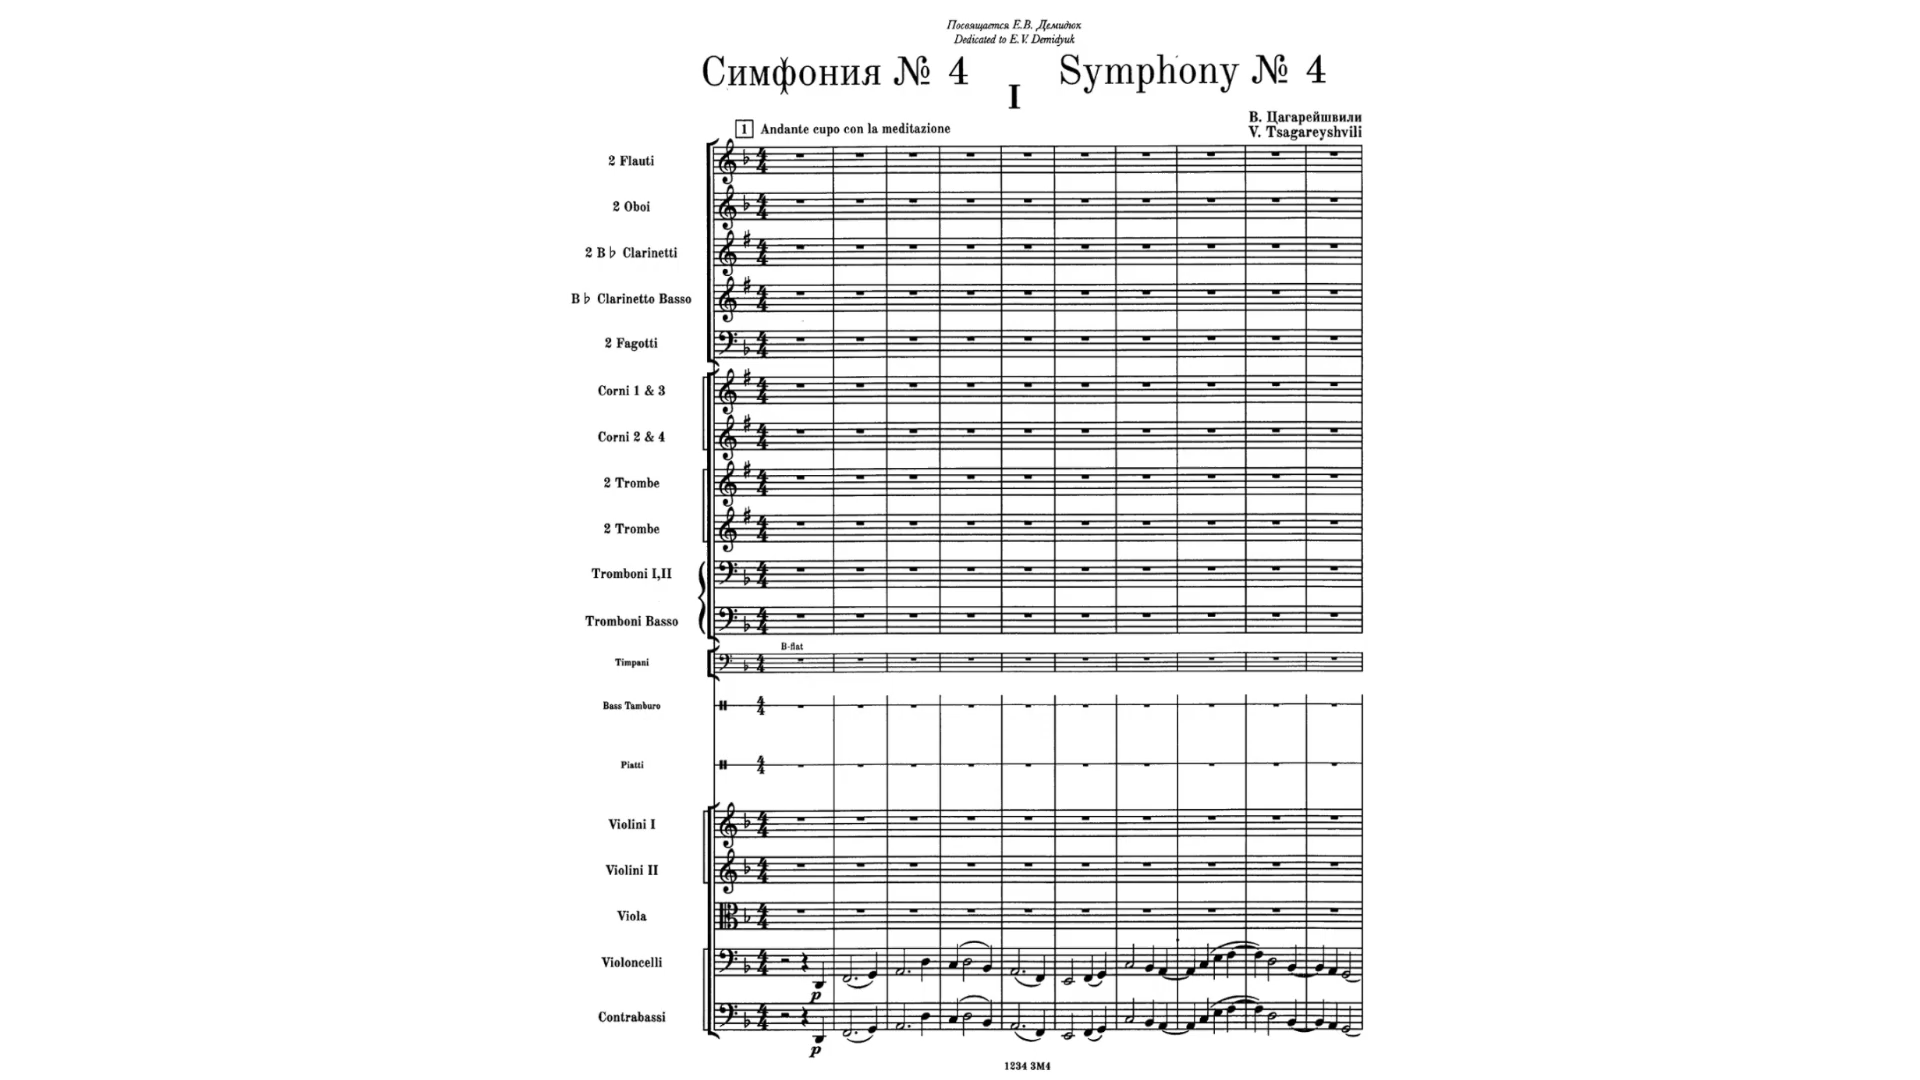 Посвящается Е.В. Демидюк
Dedicated to E. V. Demidyuk
Симфония № 4
Symphony № 4
I
В. Цагарейшвили
V. Tsagareyshvili
1 Andante cupo con la meditazione
2 Flauti
2 Oboi
2 B♭ Clarinetti
B♭ Clarinetto Basso
2 Fagotti
Corni 1 & 3
Corni 2 & 4
2 Trombe
2 Trombe
Tromboni I,II
Tromboni Basso
B-flat
Timpani
Bass Tamburo
Piatti
Violini I
Violini II
Viola
Violoncelli
p
Contrabassi
p
1234 3M4